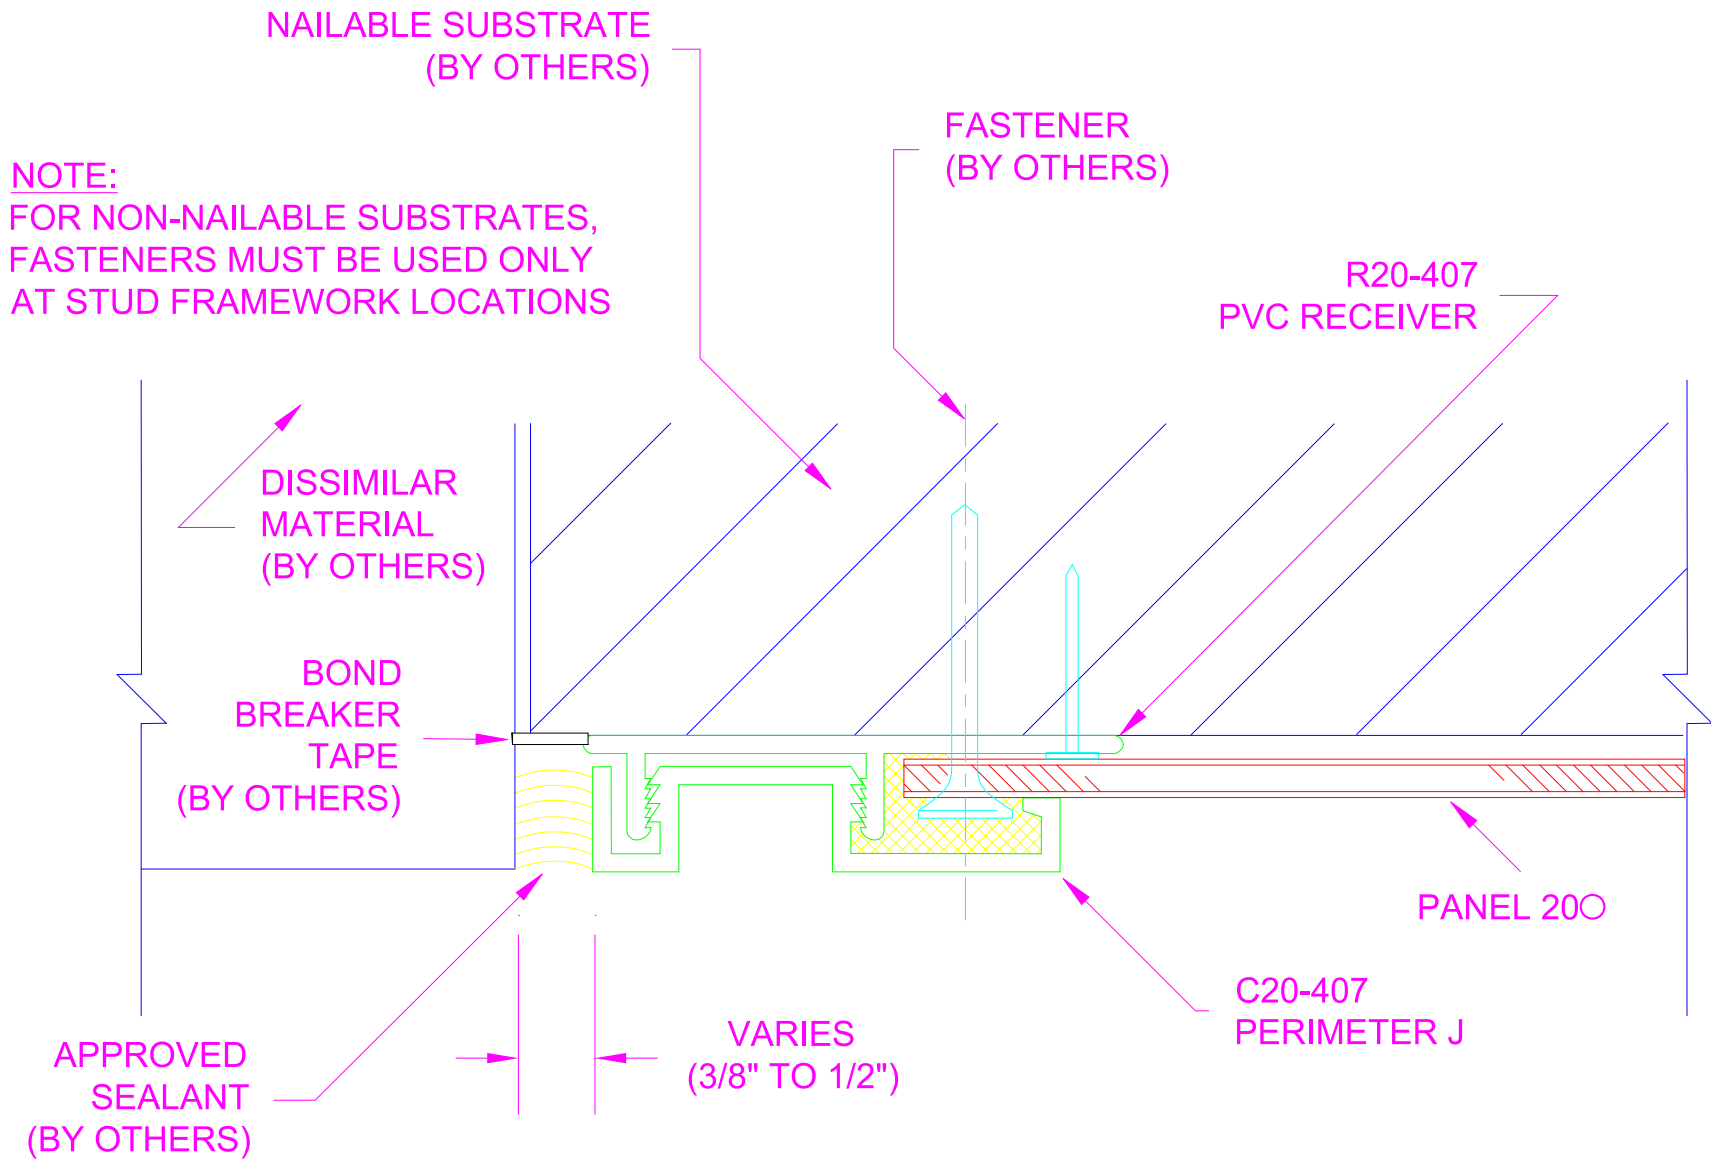 NAILABLE SUBSTRATE
(BY OTHERS)
FASTENER
(BY OTHERS)
NOTE:
FOR NON-NAILABLE SUBSTRATES,
FASTENERS MUST BE USED ONLY
AT STUD FRAMEWORK LOCATIONS
R20-407
PVC RECEIVER
DISSIMILAR
MATERIAL
(BY OTHERS)
BOND
BREAKER
TAPE
(BY OTHERS)
PANEL 20○
C20-407
PERIMETER J
VARIES
(3/8" TO 1/2")
APPROVED
SEALANT
(BY OTHERS)